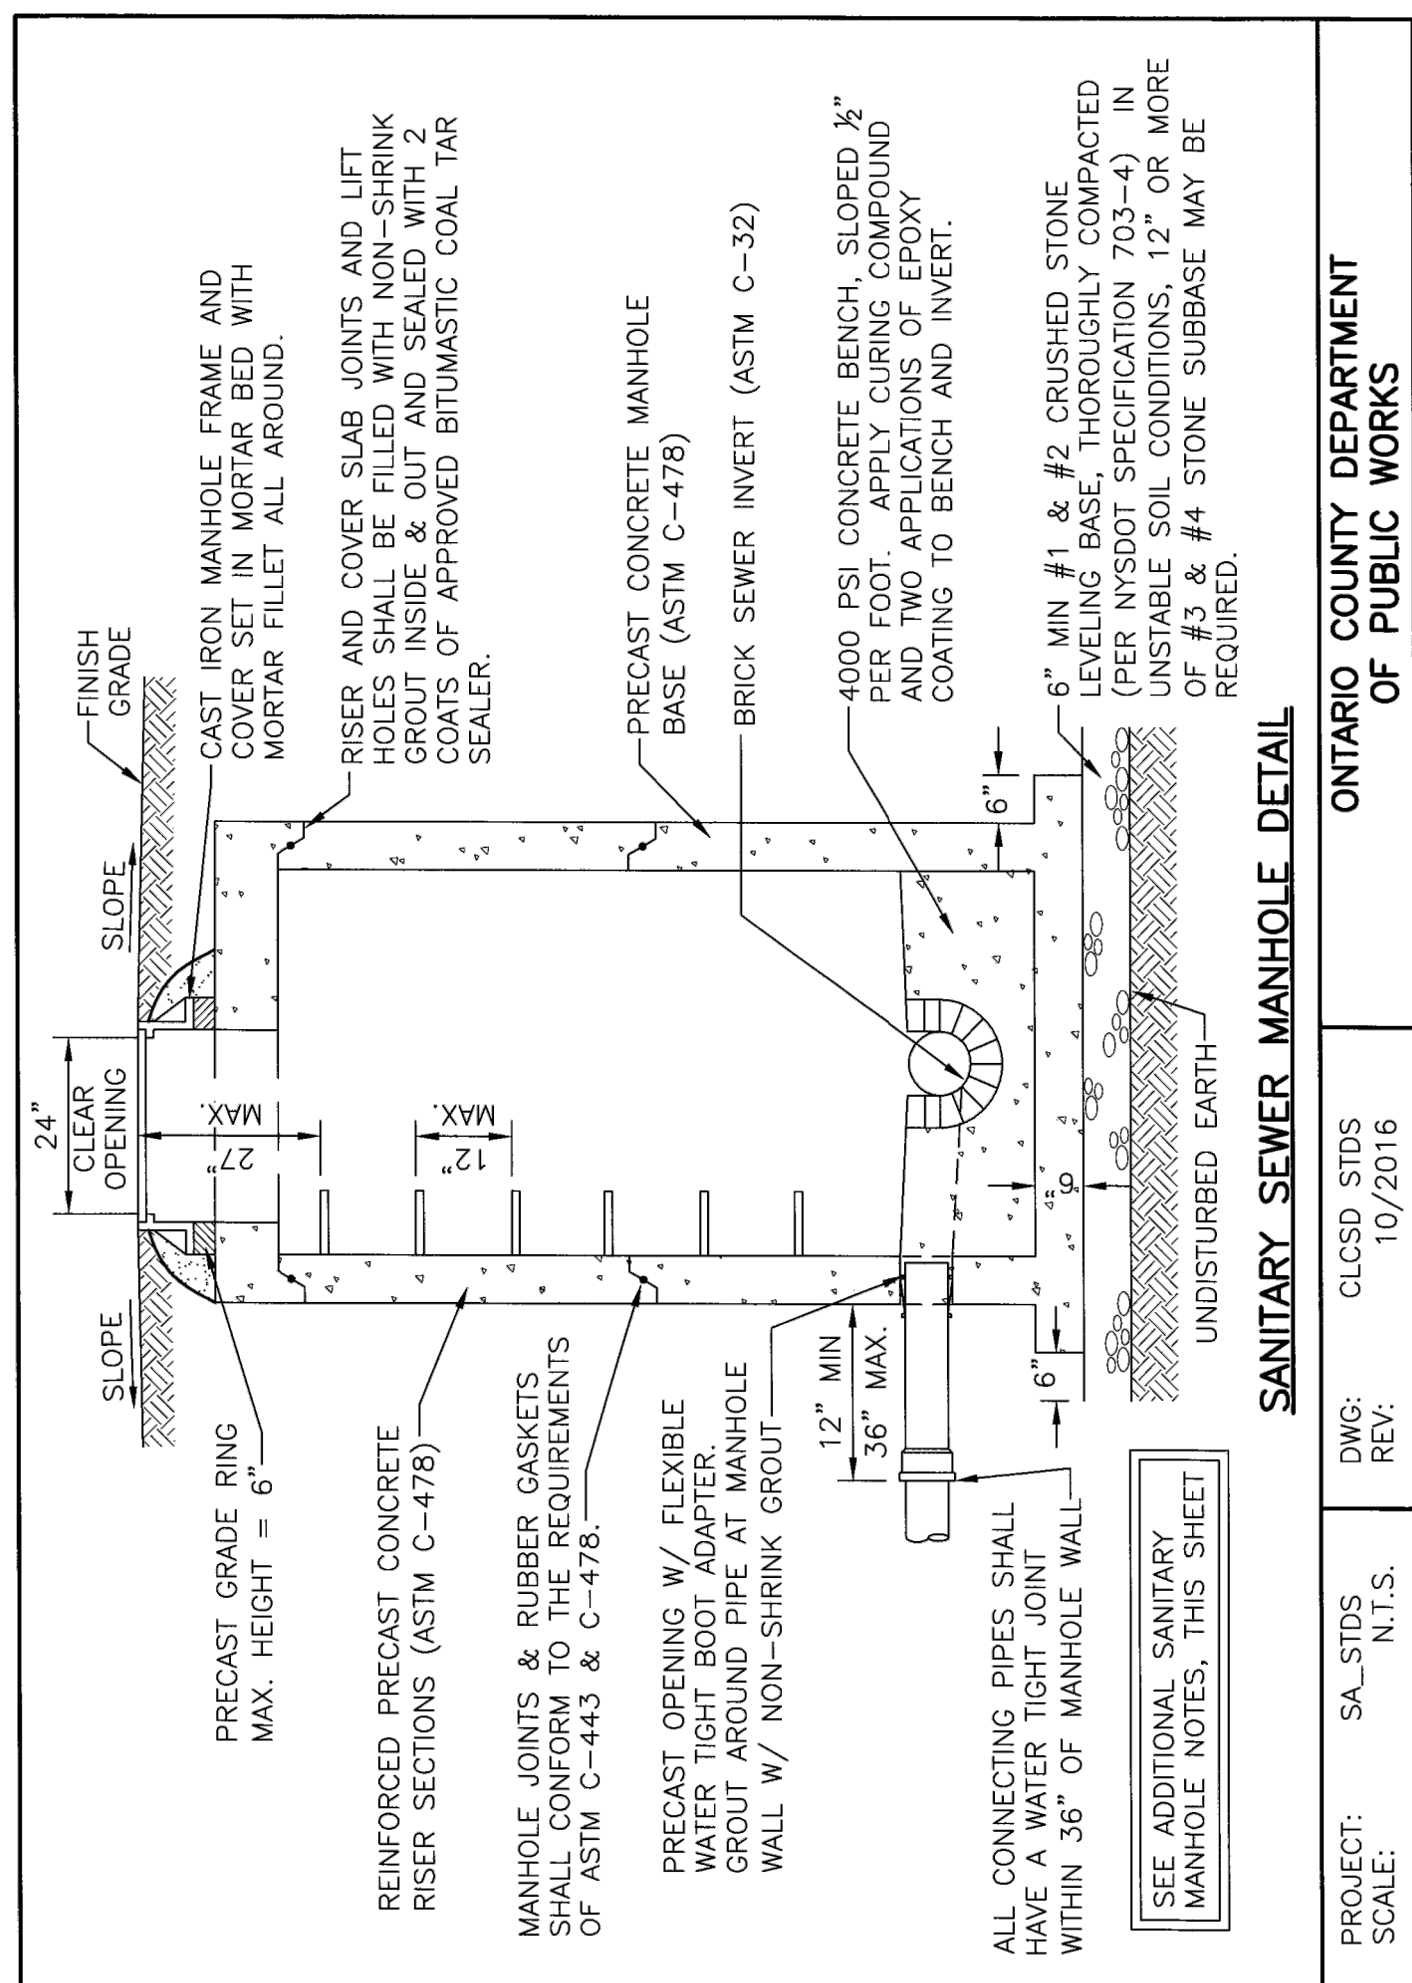 24"
CLEAR
OPENING
SLOPE
SLOPE
FINISH
GRADE
27"
MAX.
12"
MAX.
PRECAST GRADE RING
MAX. HEIGHT = 6"
REINFORCED PRECAST CONCRETE
RISER SECTIONS (ASTM C-478)
MANHOLE JOINTS & RUBBER GASKETS
SHALL CONFORM TO THE REQUIREMENTS
OF ASTM C-443 & C-478.
PRECAST OPENING W/ FLEXIBLE
WATER TIGHT BOOT ADAPTER.
GROUT AROUND PIPE AT MANHOLE
WALL W/ NON-SHRINK GROUT
12" MIN
36" MAX.
ALL CONNECTING PIPES SHALL
HAVE A WATER TIGHT JOINT
WITHIN 36" OF MANHOLE WALL
6"
6"
6"
UNDISTURBED EARTH
CAST IRON MANHOLE FRAME AND
COVER SET IN MORTAR BED WITH
MORTAR FILLET ALL AROUND.
RISER AND COVER SLAB JOINTS AND LIFT
HOLES SHALL BE FILLED WITH NON-SHRINK
GROUT INSIDE & OUT AND SEALED WITH 2
COATS OF APPROVED BITUMASTIC COAL TAR
SEALER.
PRECAST CONCRETE MANHOLE
BASE (ASTM C-478)
BRICK SEWER INVERT (ASTM C-32)
4000 PSI CONCRETE BENCH, SLOPED ½"
PER FOOT. APPLY CURING COMPOUND
AND TWO APPLICATIONS OF EPOXY
COATING TO BENCH AND INVERT.
6" MIN #1 & #2 CRUSHED STONE
LEVELING BASE, THOROUGHLY COMPACTED
(PER NYSDOT SPECIFICATION 703-4) IN
UNSTABLE SOIL CONDITIONS, 12" OR MORE
OF #3 & #4 STONE SUBBASE MAY BE
REQUIRED.
SEE ADDITIONAL SANITARY
MANHOLE NOTES, THIS SHEET
SANITARY SEWER MANHOLE DETAIL
PROJECT: SA_STDS
SCALE: N.T.S.
DWG: CLCSD STDS
REV: 10/2016
ONTARIO COUNTY DEPARTMENT
OF PUBLIC WORKS